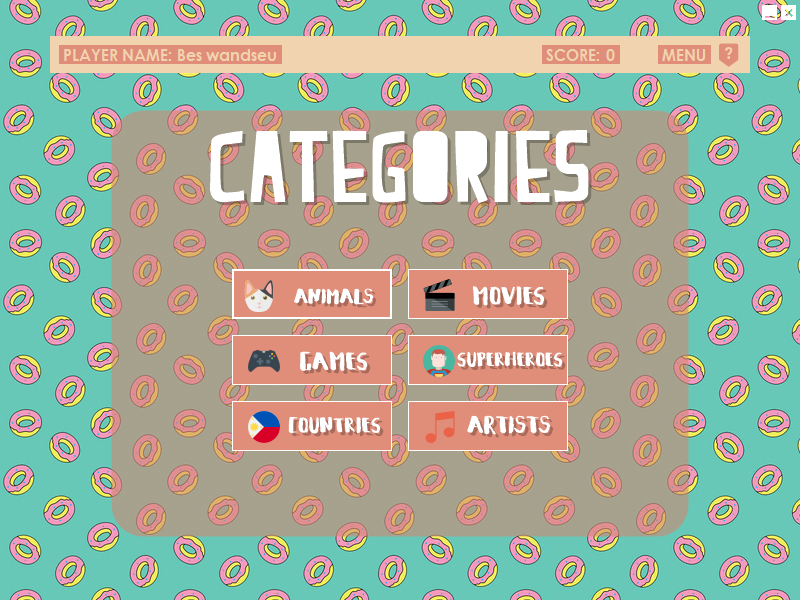 PLAYER NAME: Bes wandseu SCORE: 0 MENU ?
CATEGORIES
ANIMALS MOVIES
GAMES SUPERHEROES
COUNTRIES ARTISTS